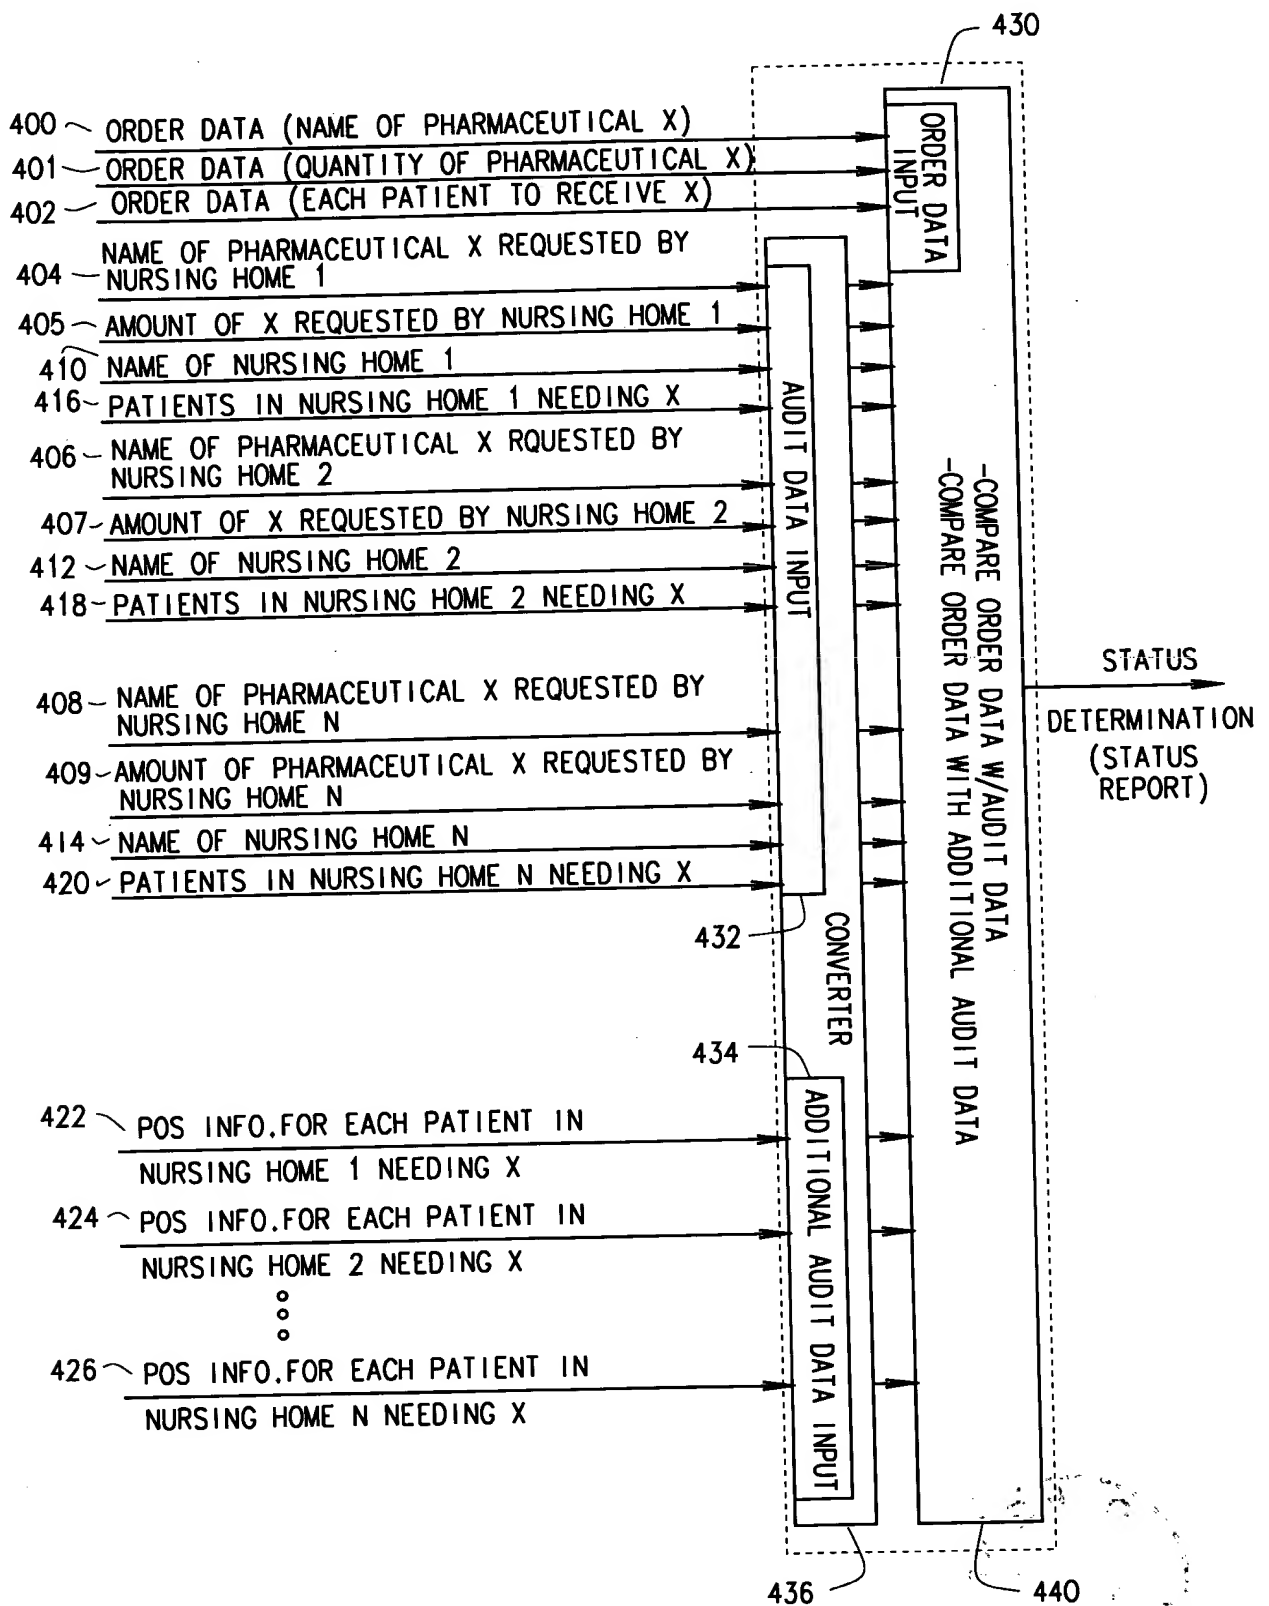 430
400 ORDER DATA (NAME OF PHARMACEUTICAL X)
401 ORDER DATA (QUANTITY OF PHARMACEUTICAL X)
402 ORDER DATA (EACH PATIENT TO RECEIVE X)
ORDER DATA
INPUT
NAME OF PHARMACEUTICAL X REQUESTED BY
404 NURSING HOME 1
405 AMOUNT OF X REQUESTED BY NURSING HOME 1
410 NAME OF NURSING HOME 1
416 PATIENTS IN NURSING HOME 1 NEEDING X
406 NAME OF PHARMACEUTICAL X RQUESTED BY
NURSING HOME 2
407 AMOUNT OF X REQUESTED BY NURSING HOME 2
412 NAME OF NURSING HOME 2
418 PATIENTS IN NURSING HOME 2 NEEDING X
408 NAME OF PHARMACEUTICAL X REQUESTED BY
NURSING HOME N
409 AMOUNT OF PHARMACEUTICAL X REQUESTED BY
NURSING HOME N
414 NAME OF NURSING HOME N
420 PATIENTS IN NURSING HOME N NEEDING X
AUDIT DATA INPUT
432
CONVERTER
434
-COMPARE ORDER DATA W/AUDIT DATA
-COMPARE ORDER DATA WITH ADDITIONAL AUDIT DATA
STATUS
DETERMINATION
(STATUS
REPORT)
422 POS INFO.FOR EACH PATIENT IN
NURSING HOME 1 NEEDING X
424 POS INFO.FOR EACH PATIENT IN
NURSING HOME 2 NEEDING X
426 POS INFO.FOR EACH PATIENT IN
NURSING HOME N NEEDING X
ADDITIONAL AUDIT DATA INPUT
436
440